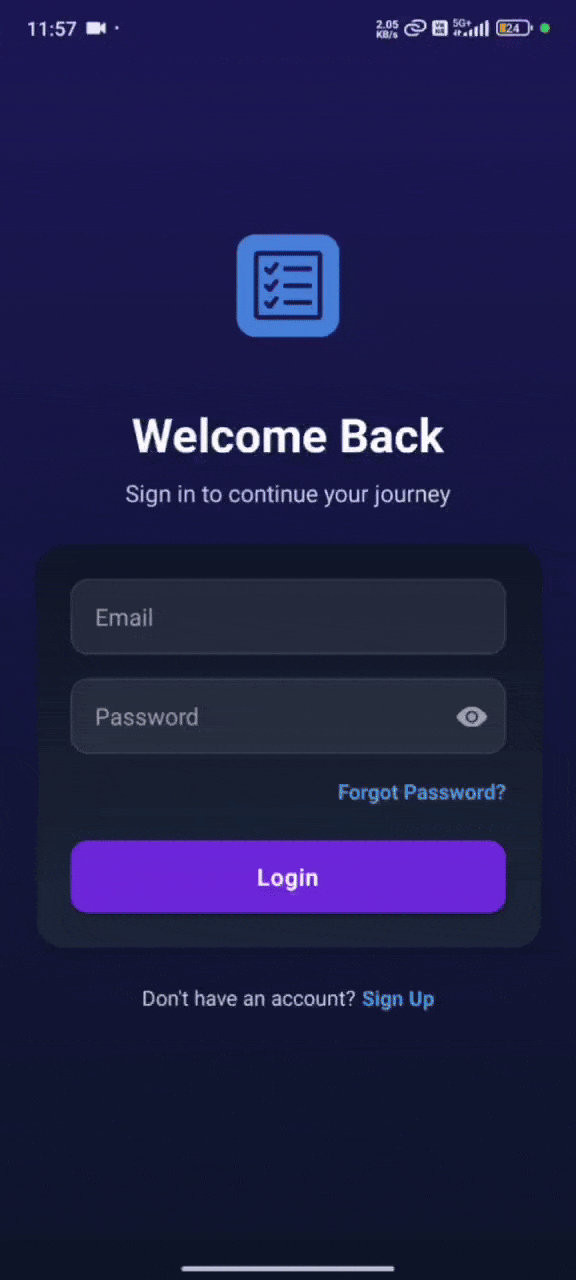 11:57
2.05 KB/s 5G+ 24
Welcome Back
Sign in to continue your journey
Email
Password
Forgot Password?
Login
Don't have an account? Sign Up